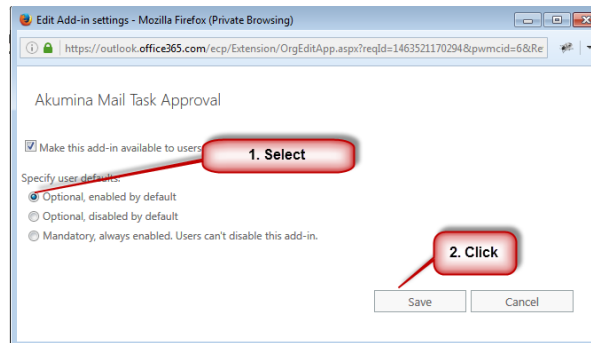 Edit Add-in settings - Mozilla Firefox (Private Browsing)
https://outlook.office365.com/ecp/Extension/OrgEditApp.aspx?reqId=1463521170294&pwmcid=6&Re
Akumina Mail Task Approval
Make this add-in available to users
1. Select
Specify user defaults:
Optional, enabled by default
Optional, disabled by default
Mandatory, always enabled. Users can't disable this add-in.
2. Click
Save Cancel